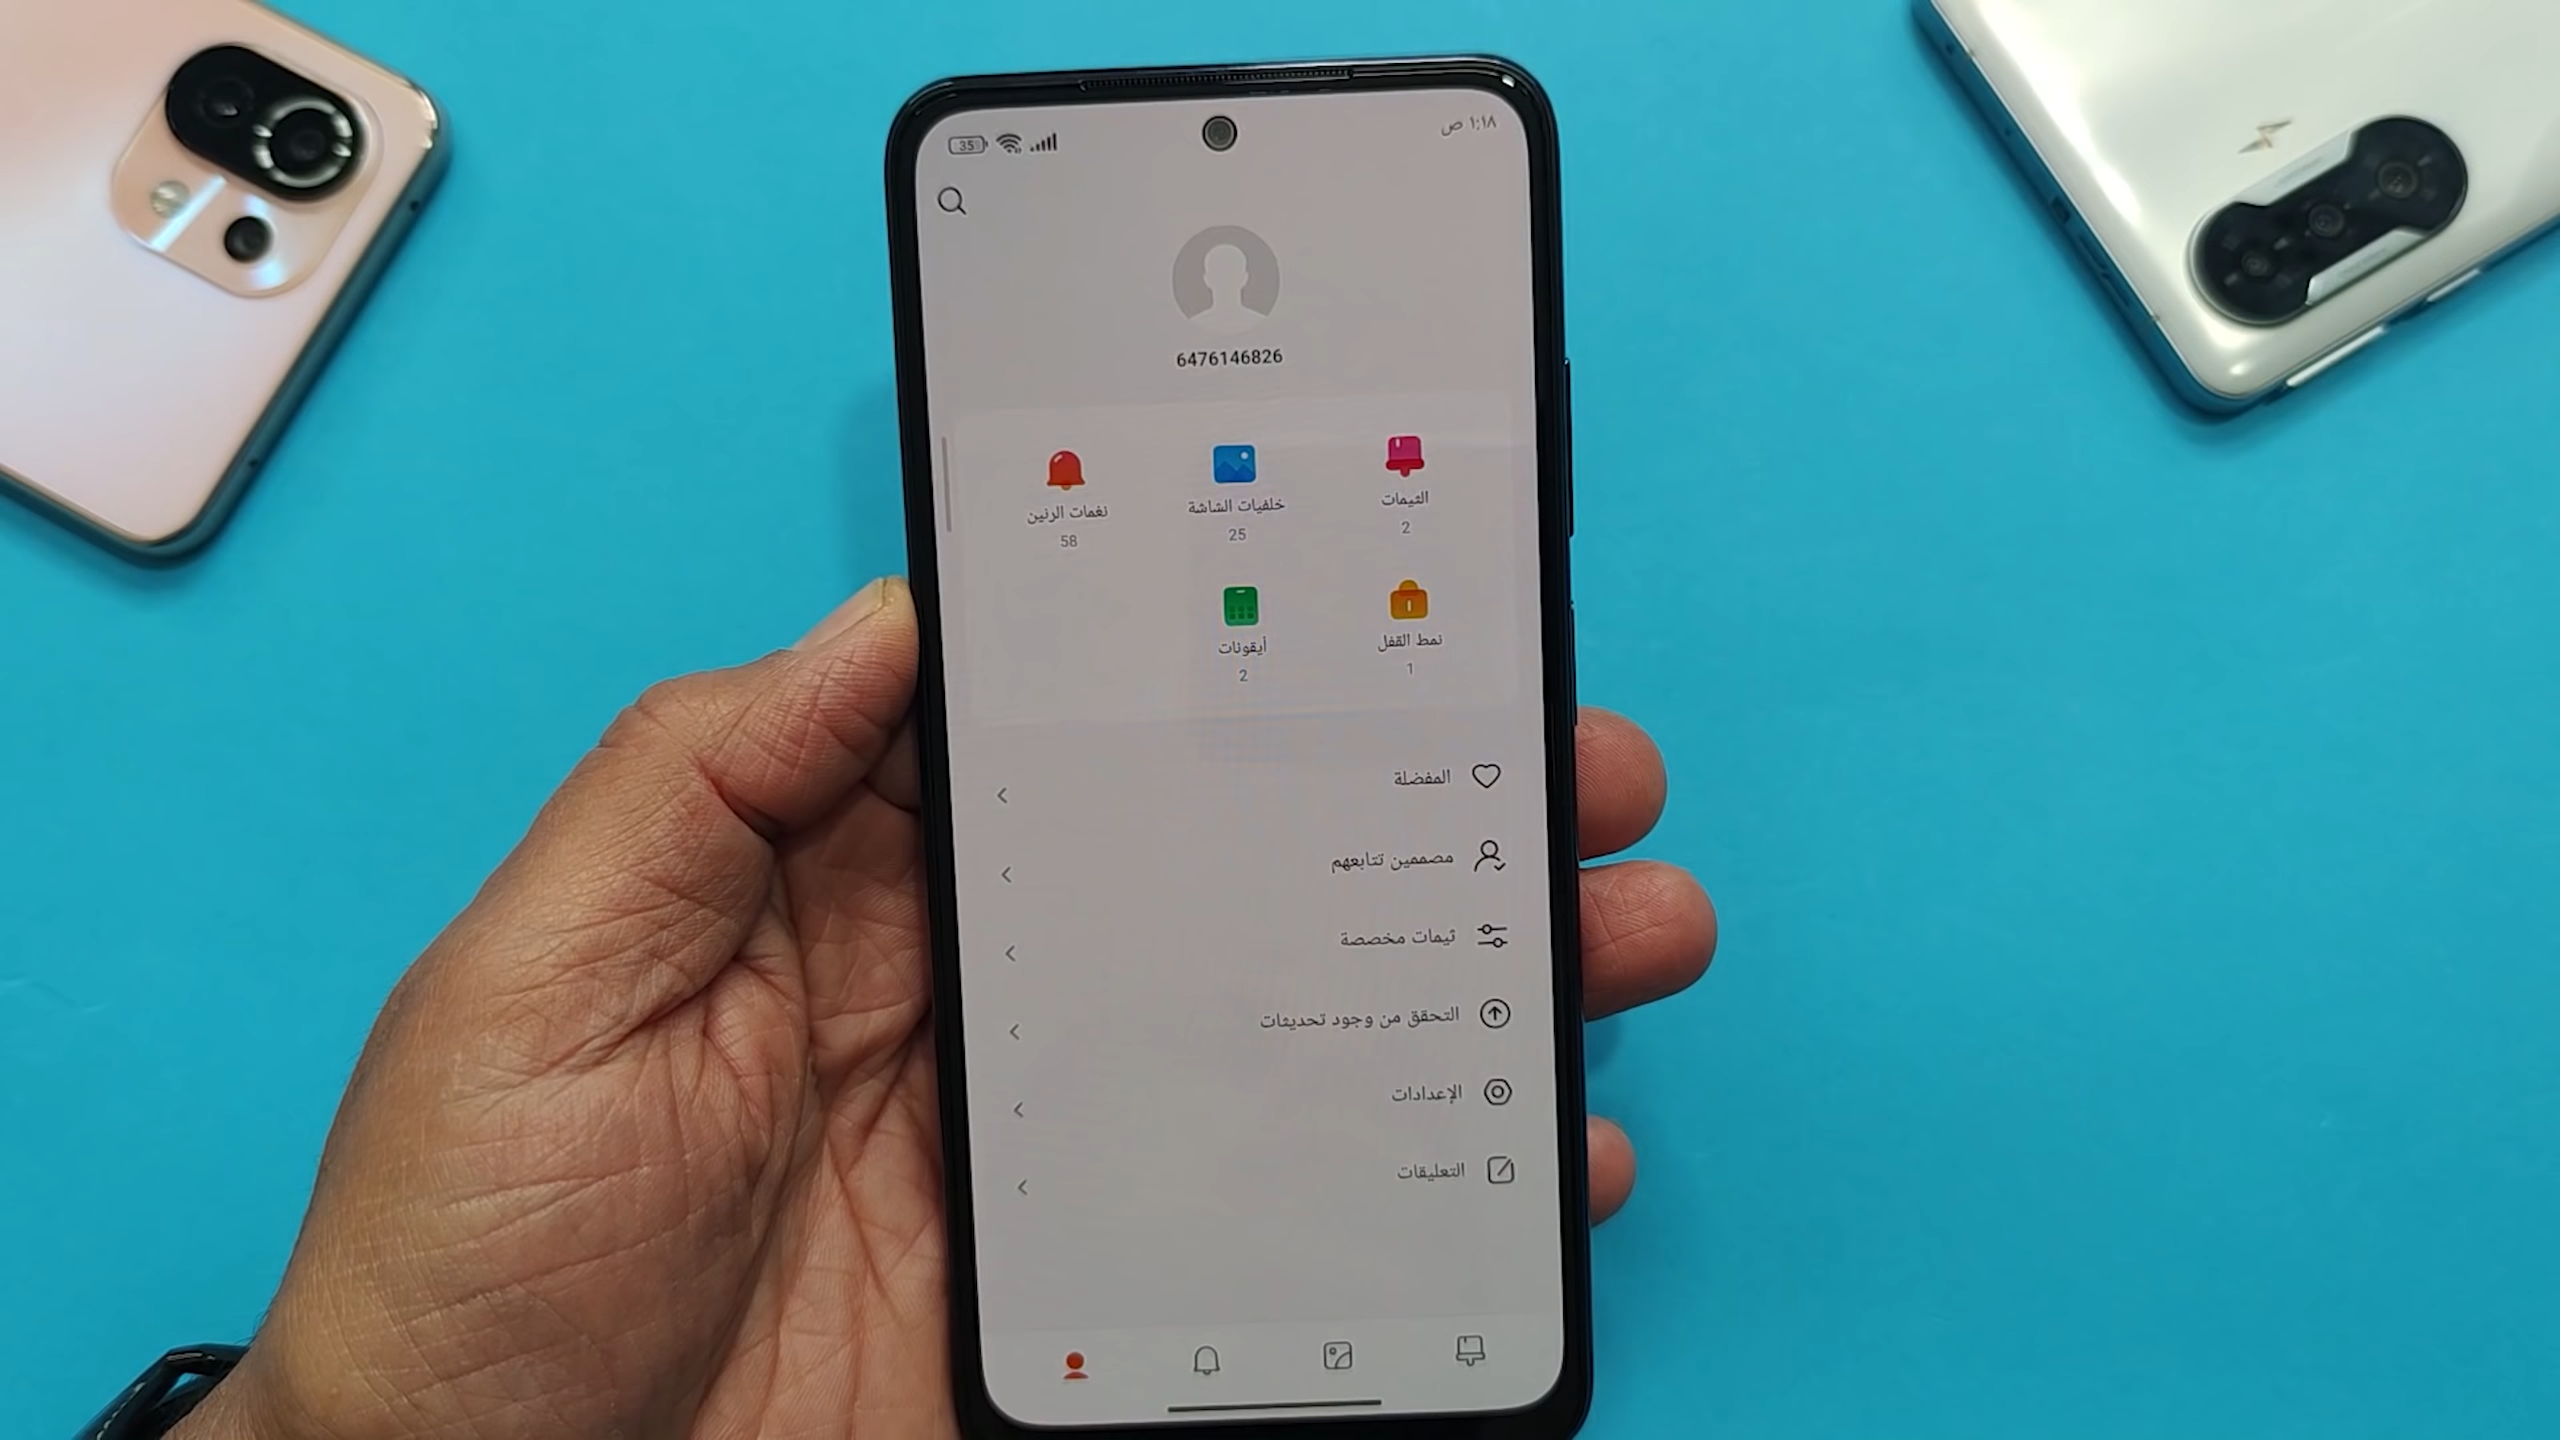 ١:١٨ ص
35
6476146826
الثيمات
2
خلفيات الشاشة
25
نغمات الرنين
58
نمط القفل
1
أيقونات
2
المفضلة
مصممين تتابعهم
ثيمات مخصصة
التحقق من وجود تحديثات
الإعدادات
التعليقات